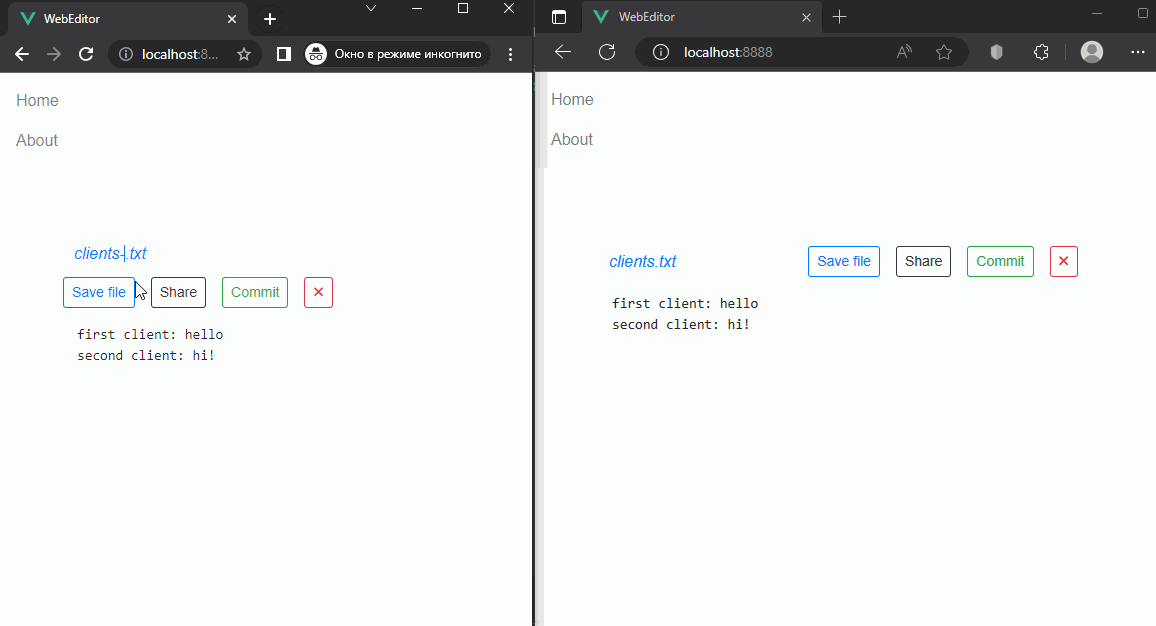 WebEditor
localhost:8...
Окно в режиме инкогнито
Home
About
clients-.txt
Save file
Share
Commit
×
first client: hello
second client: hi!
WebEditor
localhost:8888
Home
About
clients.txt
Save file
Share
Commit
×
first client: hello
second client: hi!